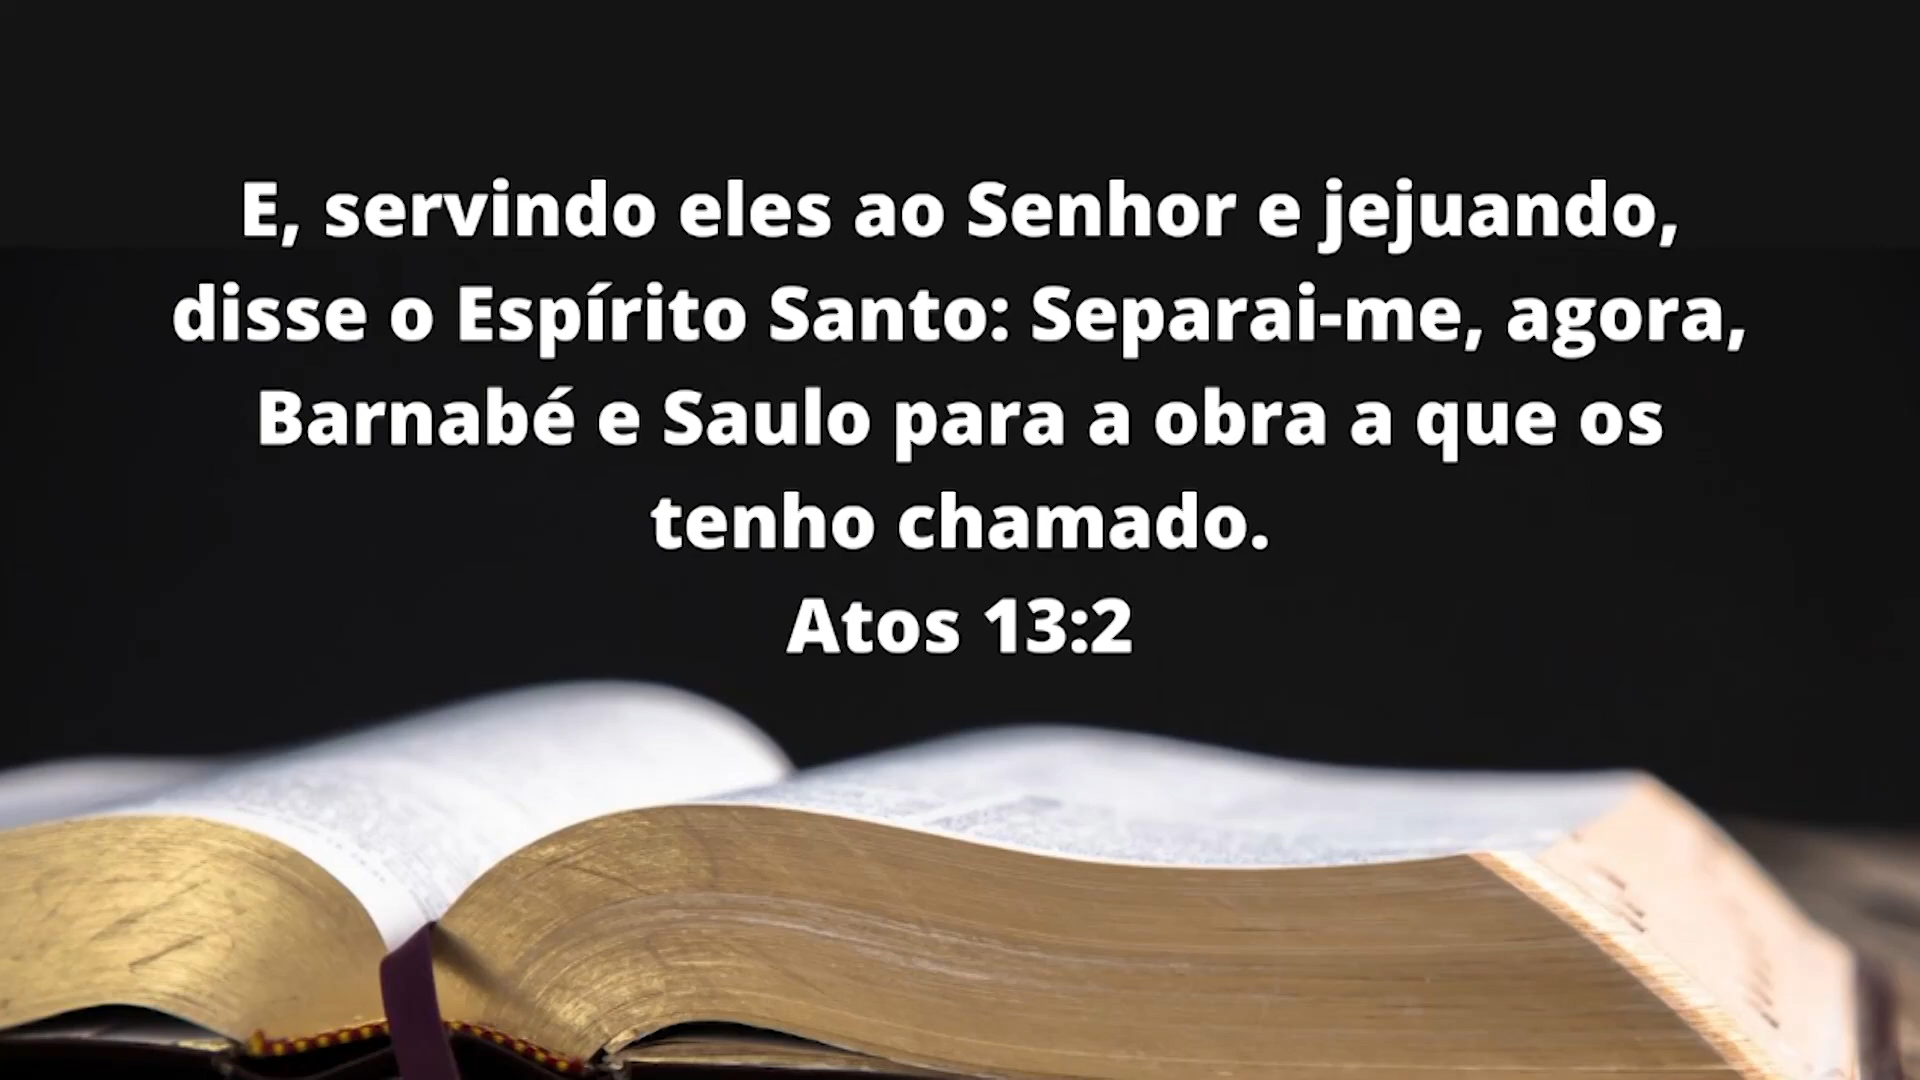 E, servindo eles ao Senhor e jejuando,
disse o Espírito Santo: Separai-me, agora,
Barnabé e Saulo para a obra a que os
tenho chamado.
Atos 13:2